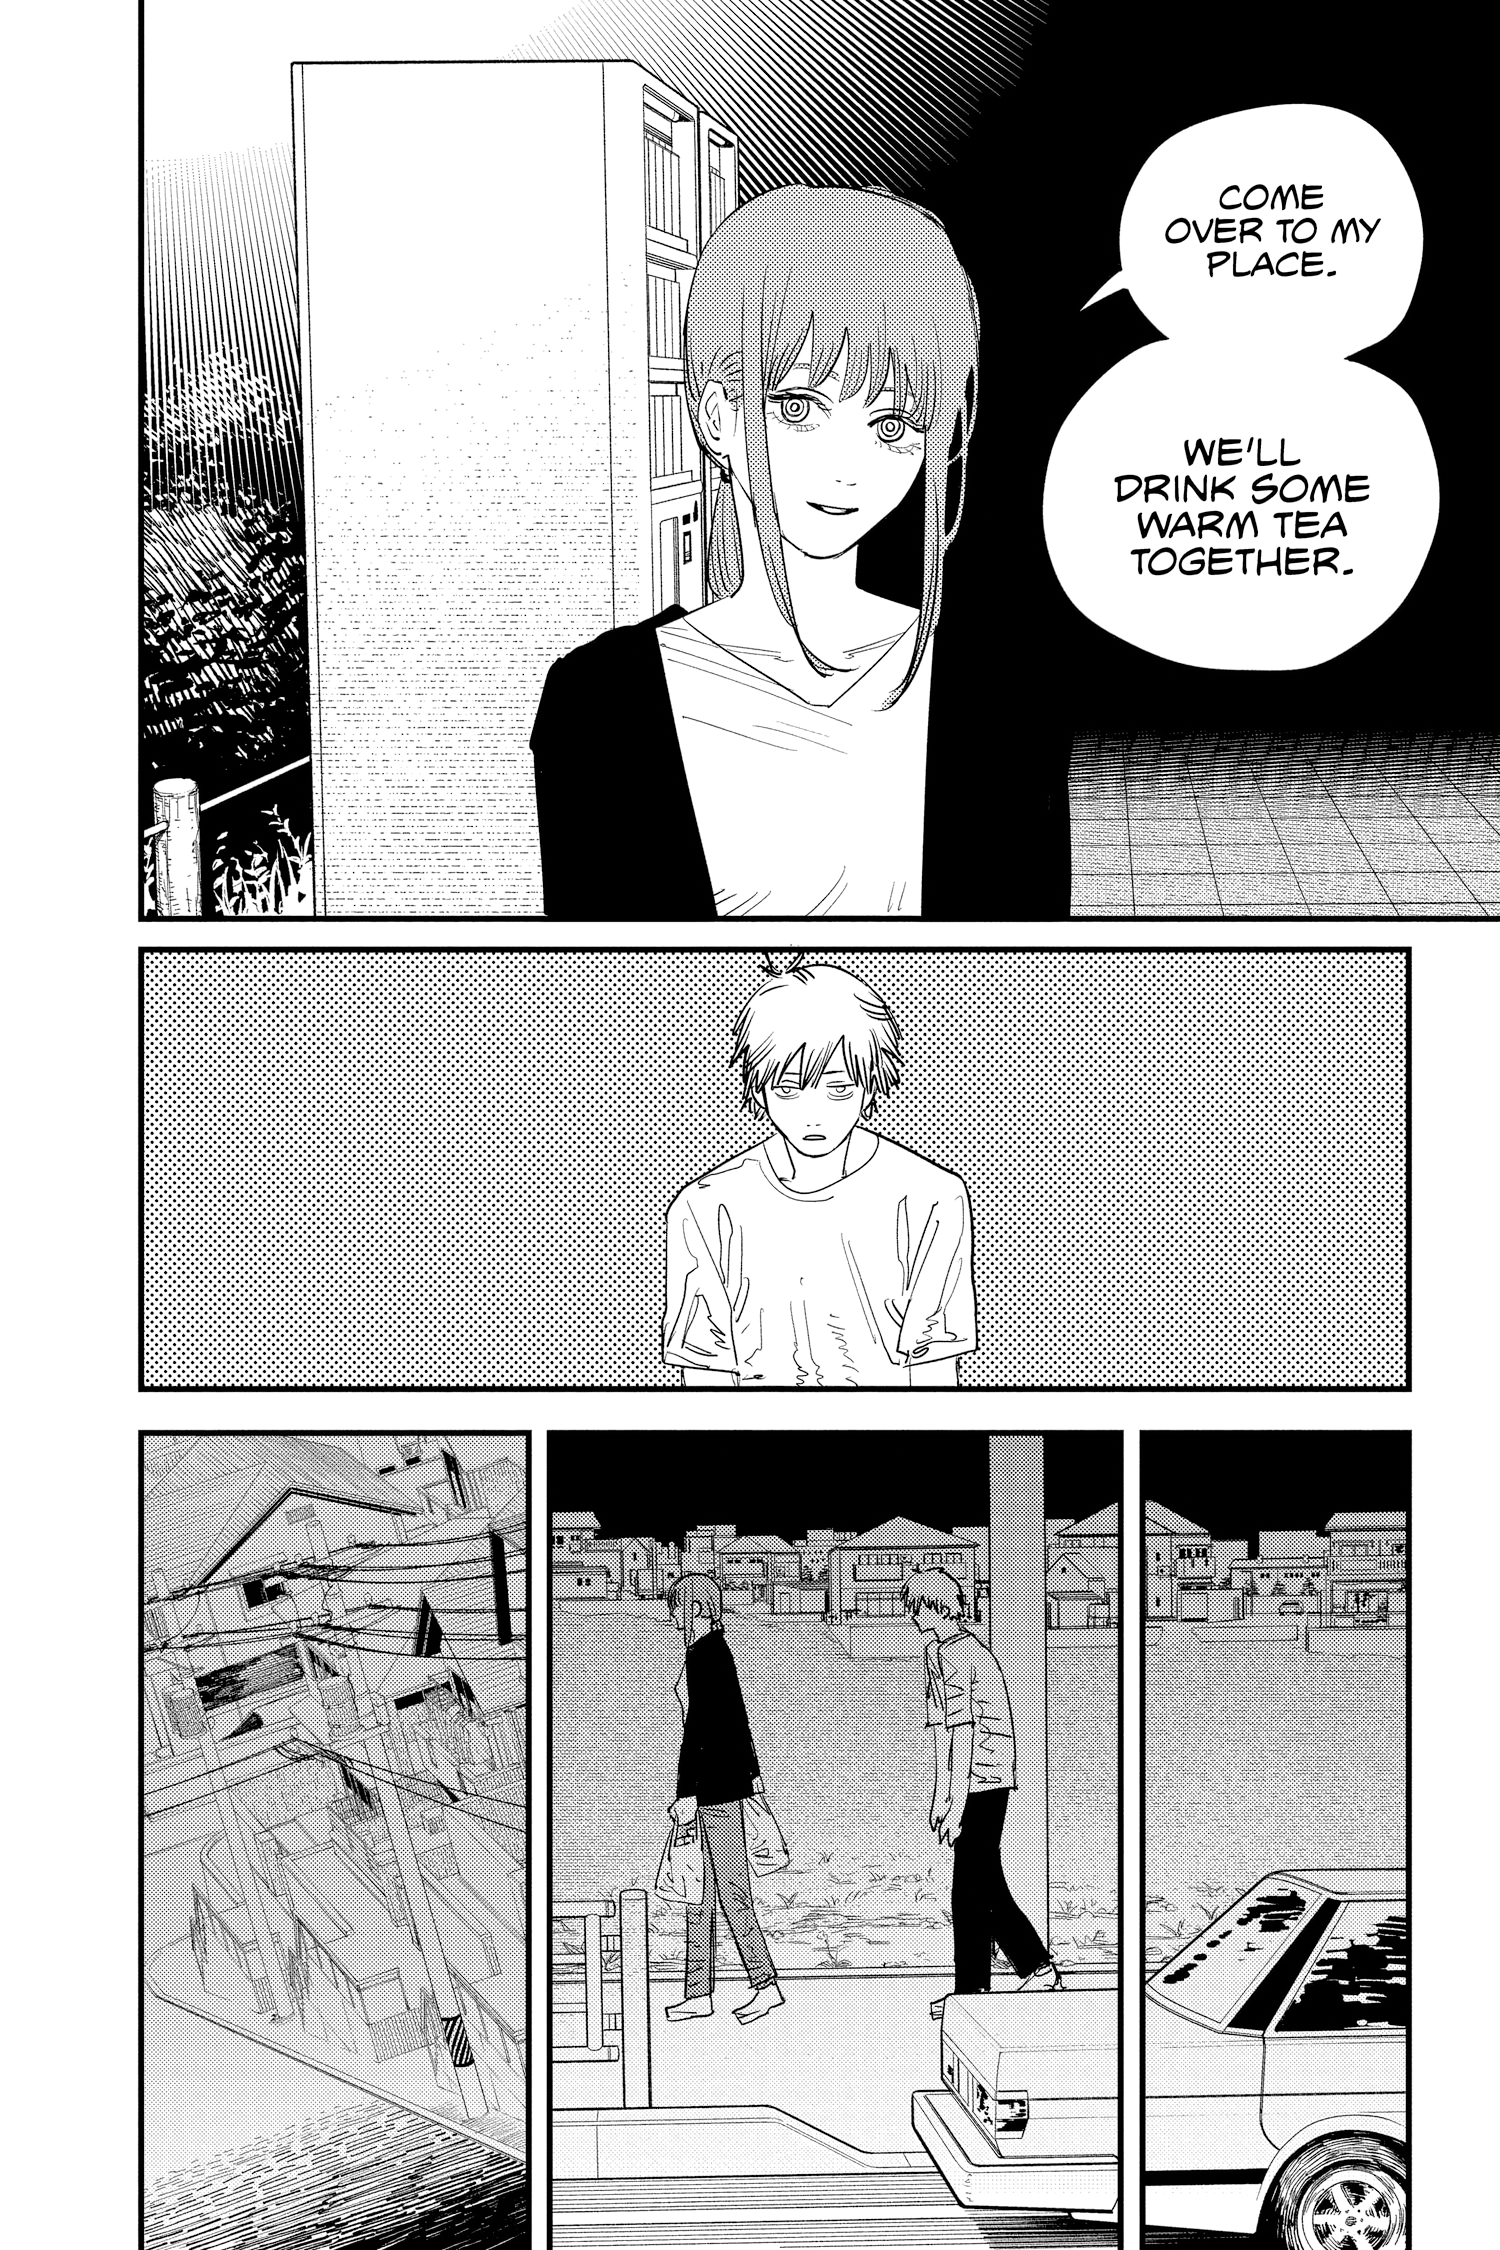 COME
OVER TO MY
PLACE.
WE'LL
DRINK SOME
WARM TEA
TOGETHER.